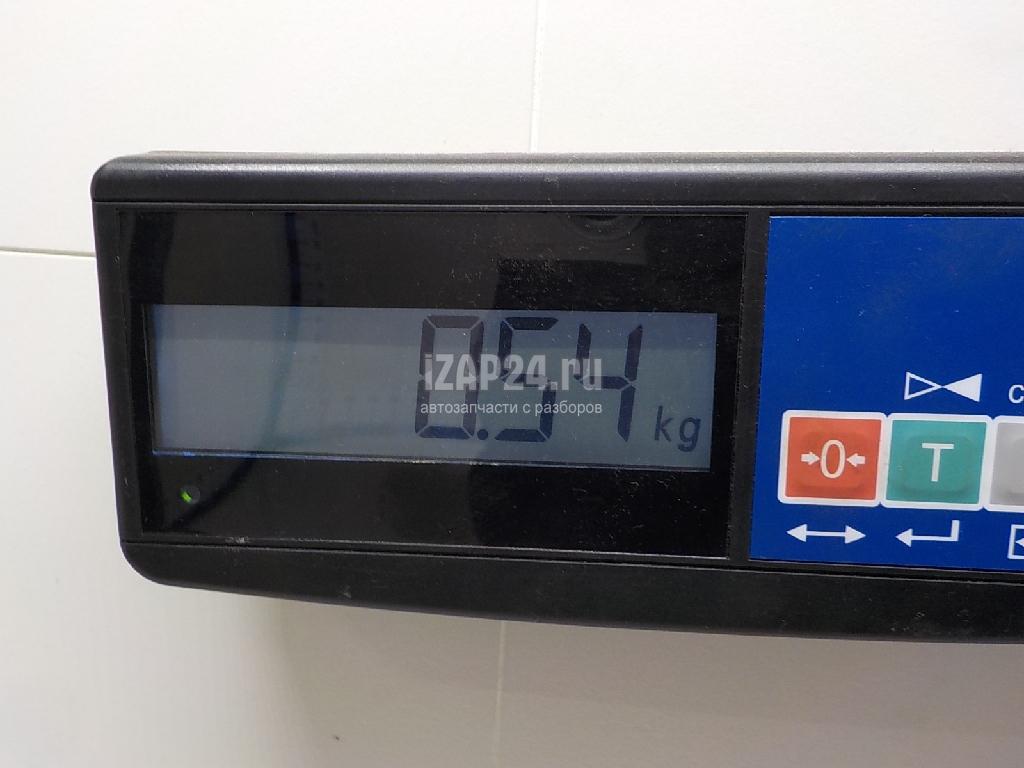 0.54 kg
iZAP24.ru
автозапчасти с разборов
→0← T